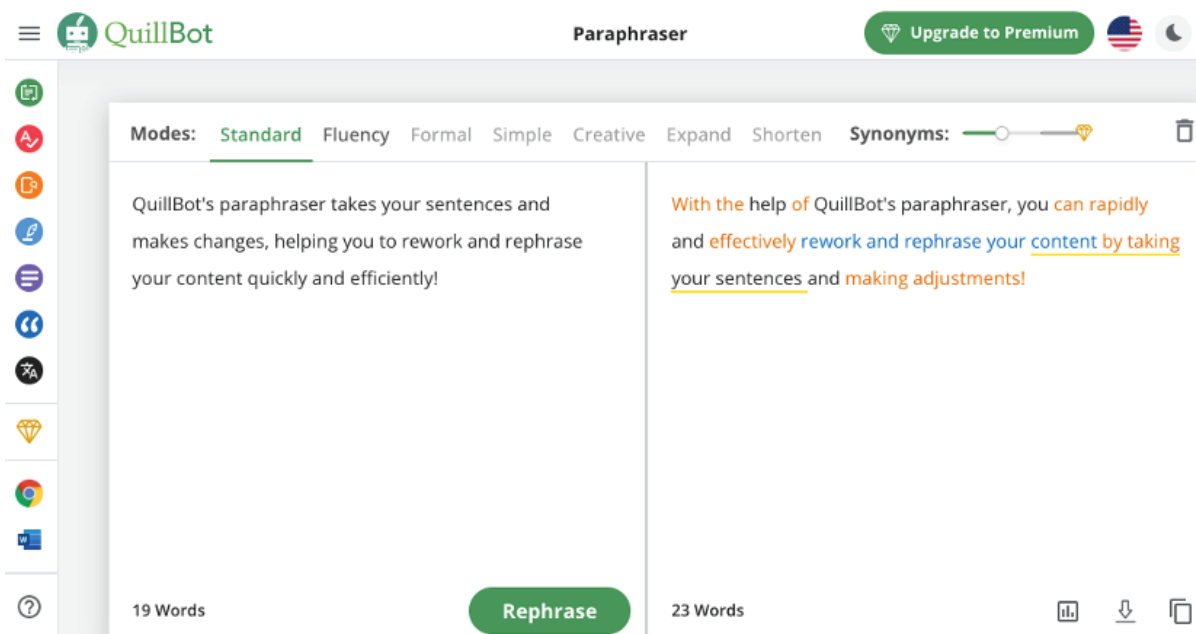 QuillBot
Paraphraser
Upgrade to Premium
Modes: Standard Fluency Formal Simple Creative Expand Shorten Synonyms:
QuillBot's paraphraser takes your sentences and
makes changes, helping you to rework and rephrase
your content quickly and efficiently!
19 Words
Rephrase
With the help of QuillBot's paraphraser, you can rapidly
and effectively rework and rephrase your content by taking
your sentences and making adjustments!
23 Words